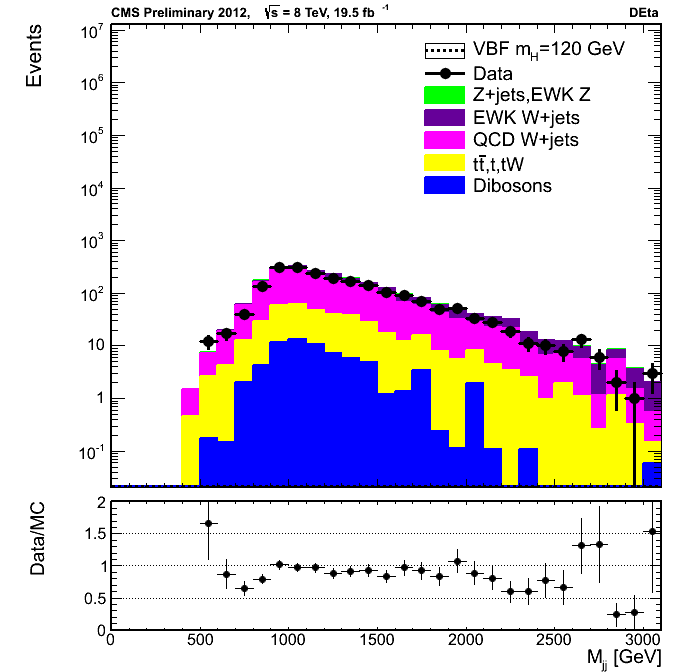 CMS Preliminary 2012, √s = 8 TeV, 19.5 fb⁻¹ DEta
Events
10⁷
10⁶
10⁵
10⁴
10³
10²
10
1
10⁻¹
VBF m_H=120 GeV
Data
Z+jets,EWK Z
EWK W+jets
QCD W+jets
tt̄,t,tW
Dibosons
Data/MC
2
1.5
1
0.5
0
0 500 1000 1500 2000 2500 3000
M_jj [GeV]